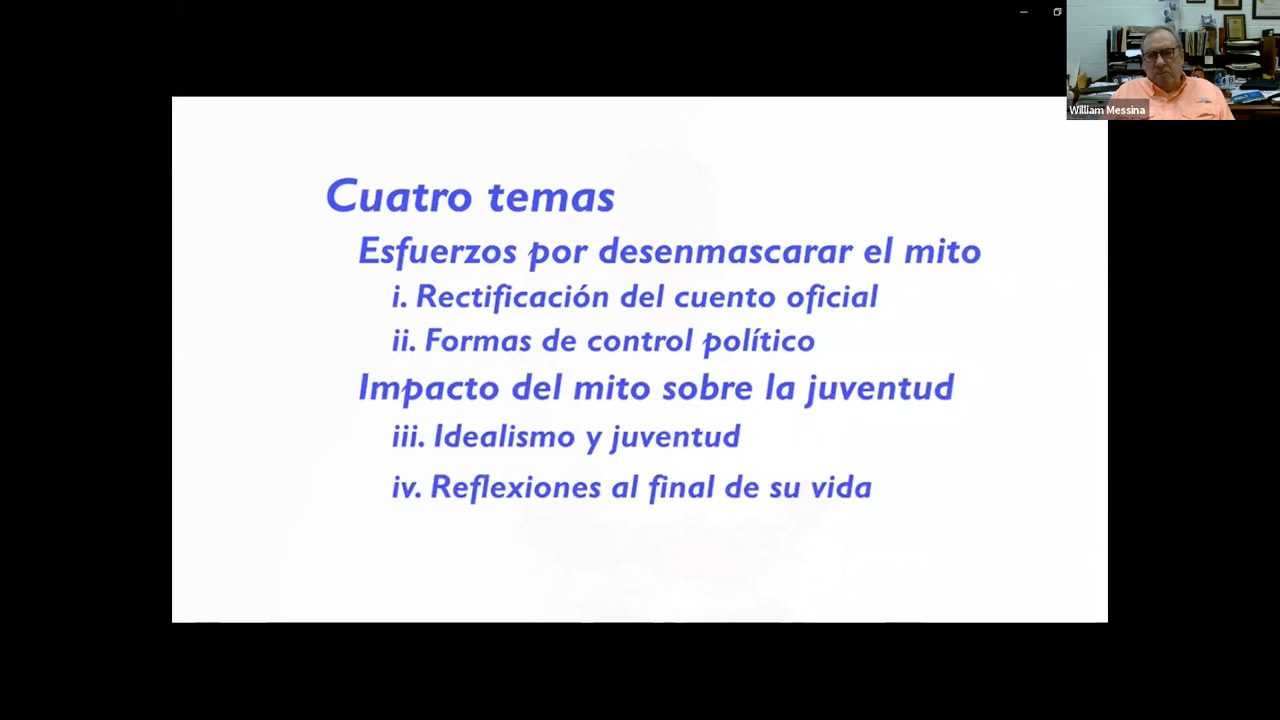 William Messina
Cuatro temas
Esfuerzos por desenmascarar el mito
i. Rectificación del cuento oficial
ii. Formas de control político
Impacto del mito sobre la juventud
iii. Idealismo y juventud
iv. Reflexiones al final de su vida